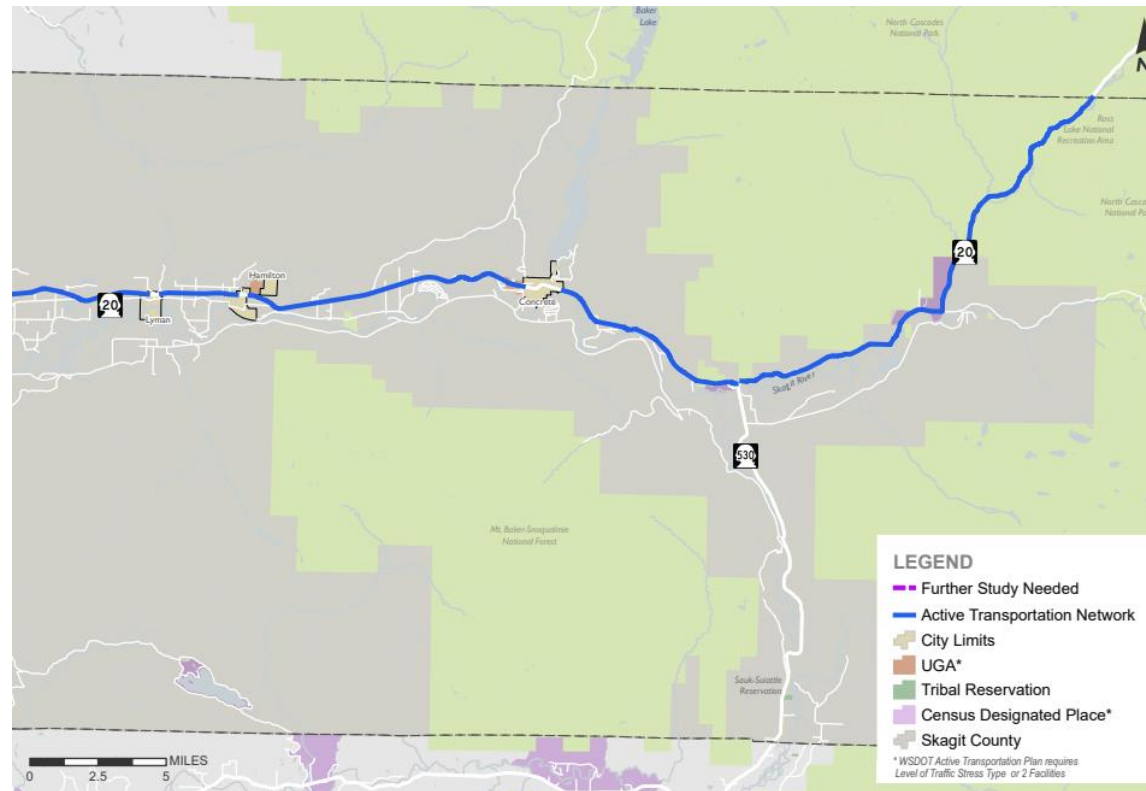 Baker
Lake
North Cascades
National Park
N
Ross
Lake National
Recreation Area
North Casc
National Pa
20
Hamilton
20
Lyman
Concrete
Skagit River
530
Mt. Baker-Snoqualmie
National Forest
Sauk-Suiattle
Reservation
MILES
0 2.5 5
LEGEND
Further Study Needed
Active Transportation Network
City Limits
UGA*
Tribal Reservation
Census Designated Place*
Skagit County
* WSDOT Active Transportation Plan requires
Level of Traffic Stress Type or 2 Facilities